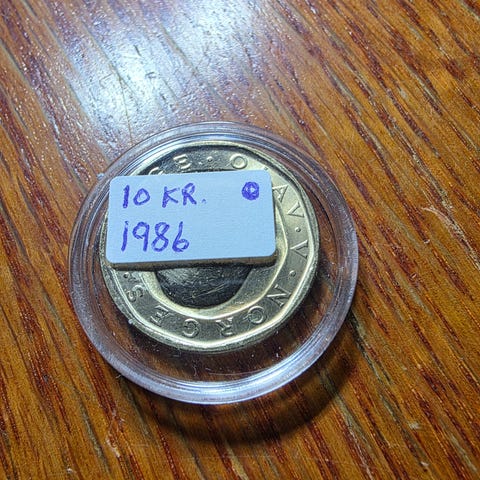 10 KR.
1986
OLAV · V · NORGES